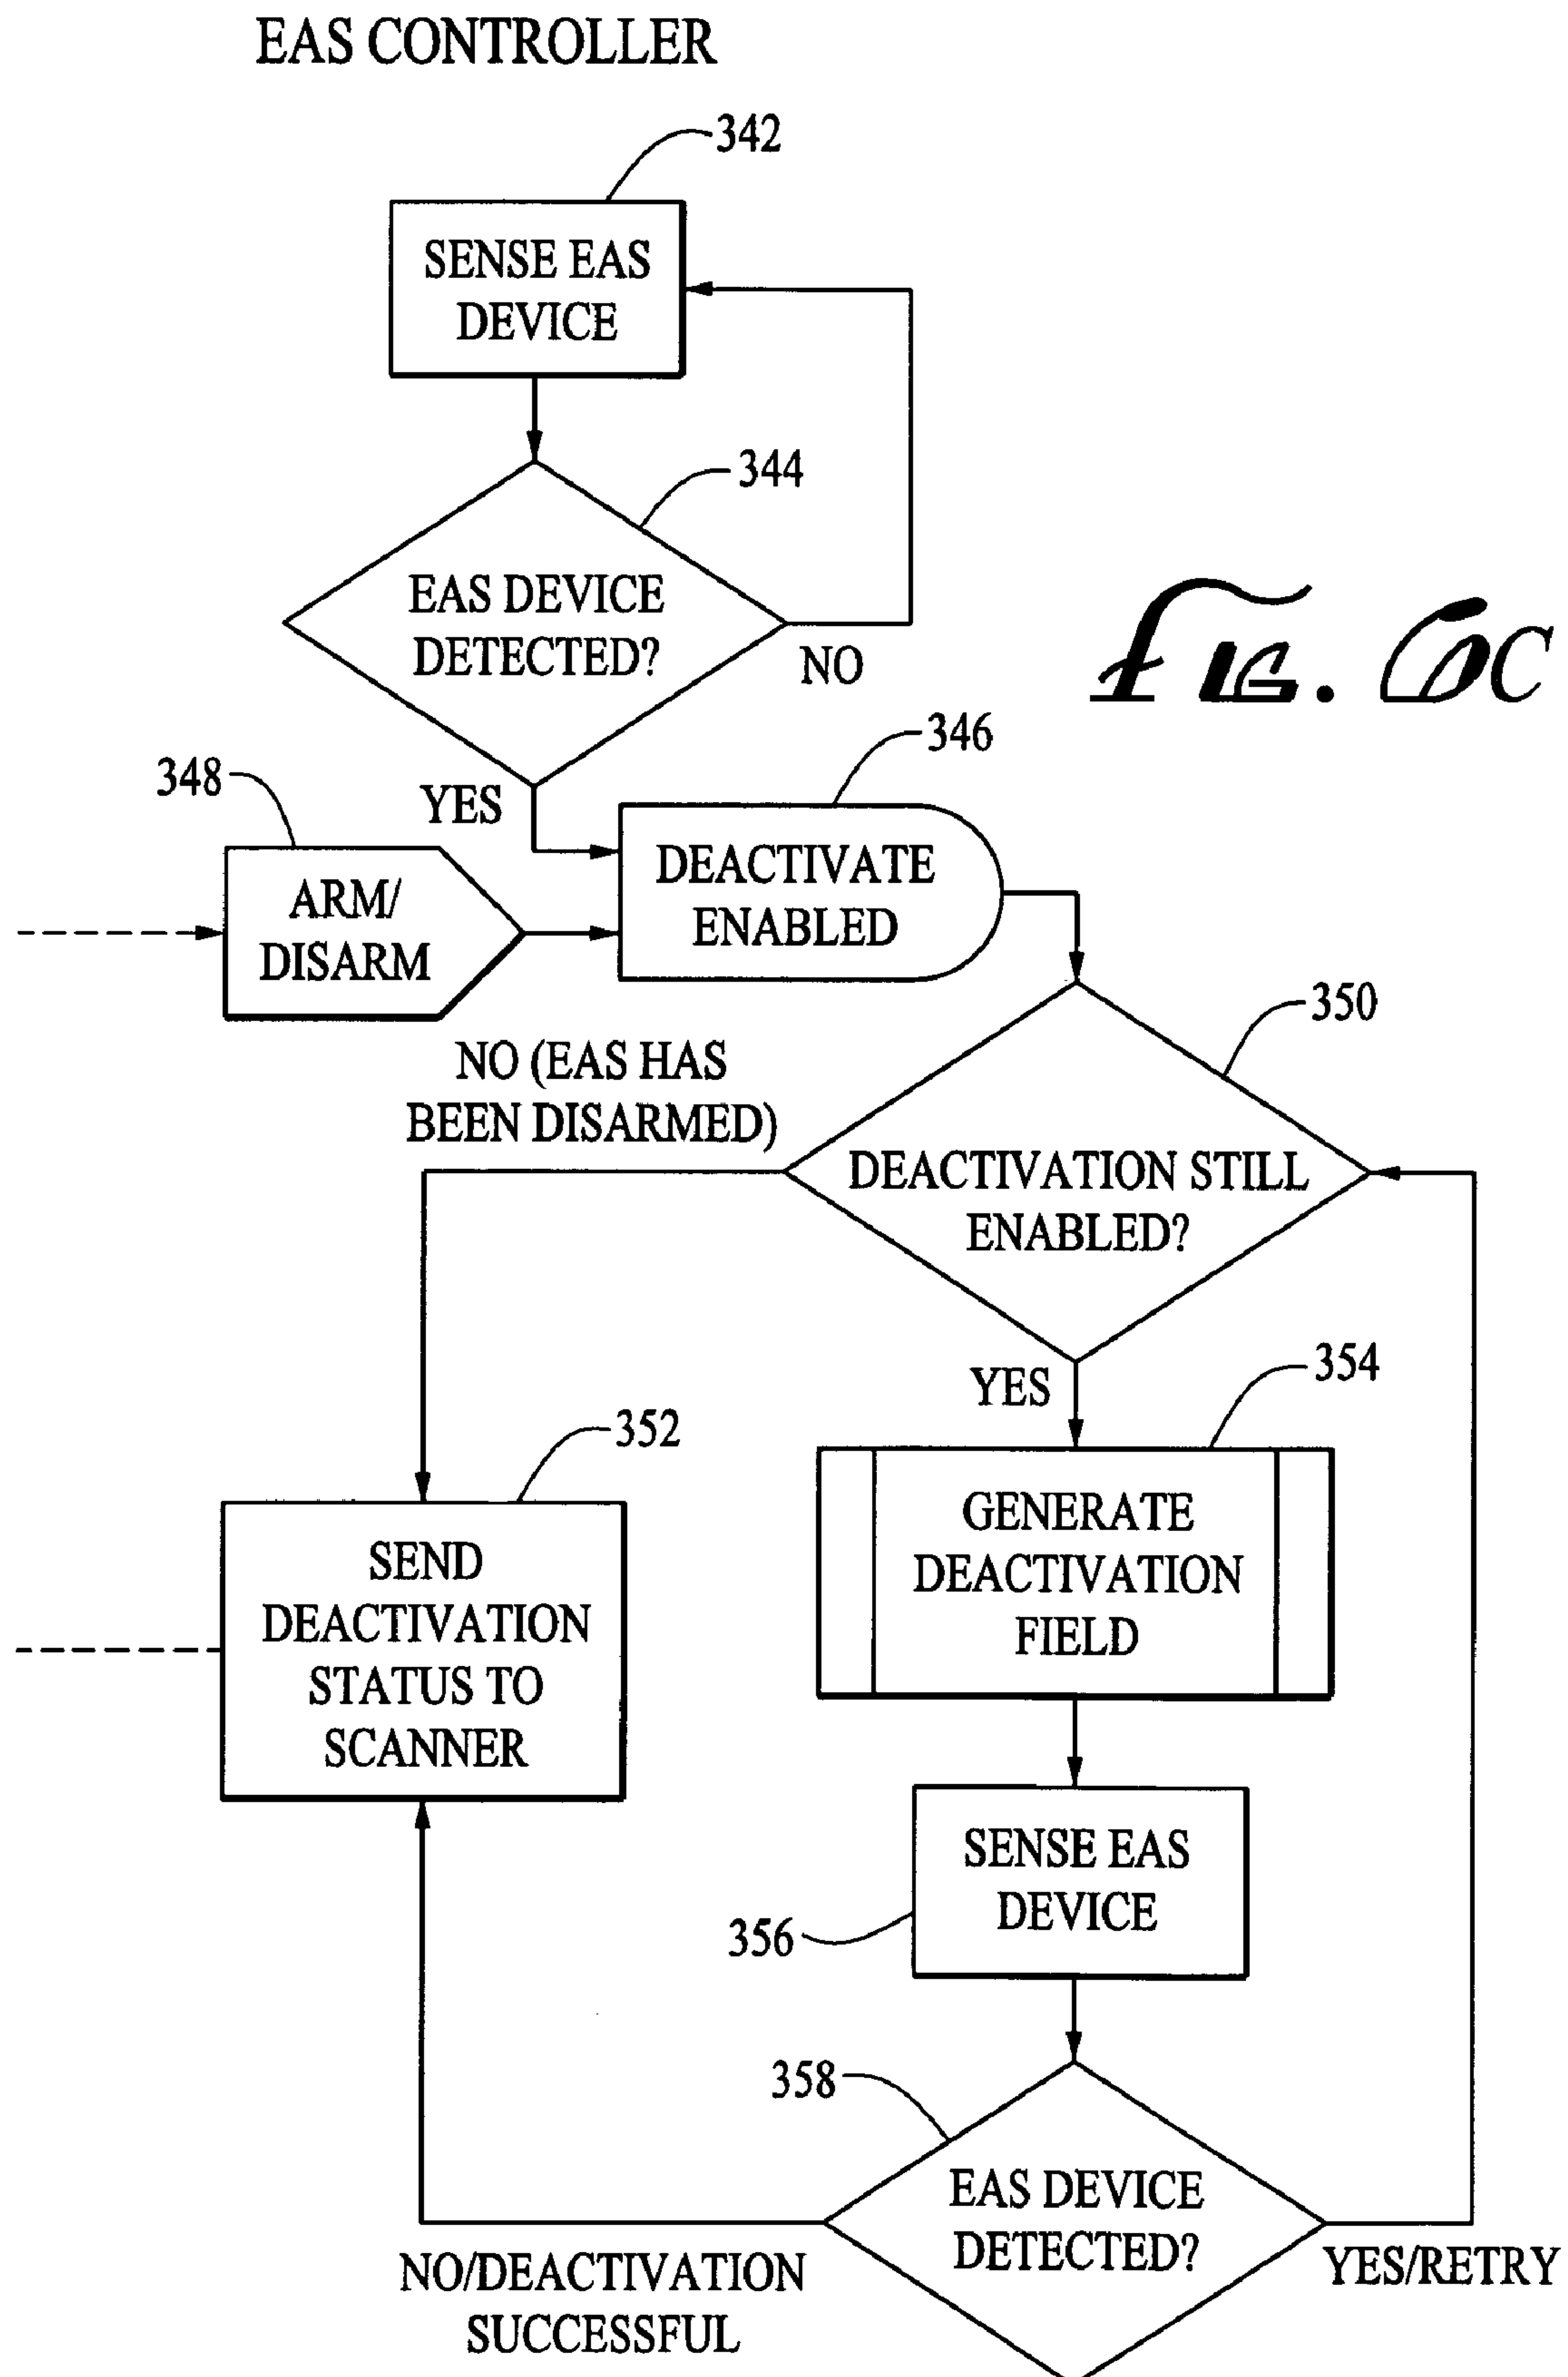 EAS CONTROLLER
342
SENSE EAS
DEVICE
344
EAS DEVICE
DETECTED?
NO
FIG. 6C
346
348
YES
DEACTIVATE
ENABLED
ARM/
DISARM
350
NO (EAS HAS
BEEN DISARMED)
DEACTIVATION STILL
ENABLED?
354
YES
352
GENERATE
DEACTIVATION
FIELD
SEND
DEACTIVATION
STATUS TO
SCANNER
SENSE EAS
DEVICE
356
358
EAS DEVICE
DETECTED?
NO/DEACTIVATION
SUCCESSFUL
YES/RETRY